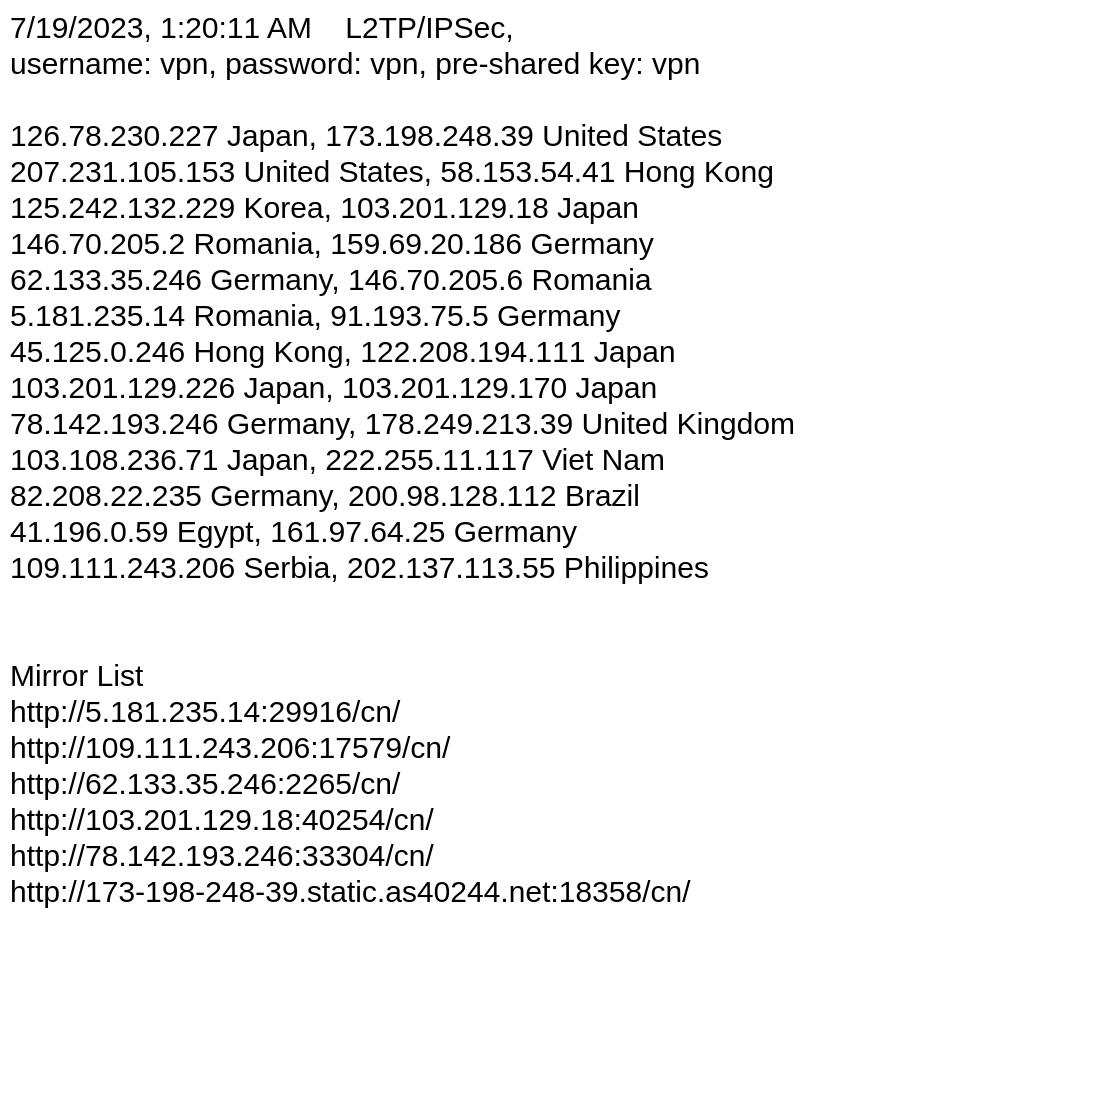 7/19/2023, 1:20:11 AM    L2TP/IPSec,
username: vpn, password: vpn, pre-shared key: vpn
126.78.230.227 Japan, 173.198.248.39 United States
207.231.105.153 United States, 58.153.54.41 Hong Kong
125.242.132.229 Korea, 103.201.129.18 Japan
146.70.205.2 Romania, 159.69.20.186 Germany
62.133.35.246 Germany, 146.70.205.6 Romania
5.181.235.14 Romania, 91.193.75.5 Germany
45.125.0.246 Hong Kong, 122.208.194.111 Japan
103.201.129.226 Japan, 103.201.129.170 Japan
78.142.193.246 Germany, 178.249.213.39 United Kingdom
103.108.236.71 Japan, 222.255.11.117 Viet Nam
82.208.22.235 Germany, 200.98.128.112 Brazil
41.196.0.59 Egypt, 161.97.64.25 Germany
109.111.243.206 Serbia, 202.137.113.55 Philippines
Mirror List
http://5.181.235.14:29916/cn/
http://109.111.243.206:17579/cn/
http://62.133.35.246:2265/cn/
http://103.201.129.18:40254/cn/
http://78.142.193.246:33304/cn/
http://173-198-248-39.static.as40244.net:18358/cn/